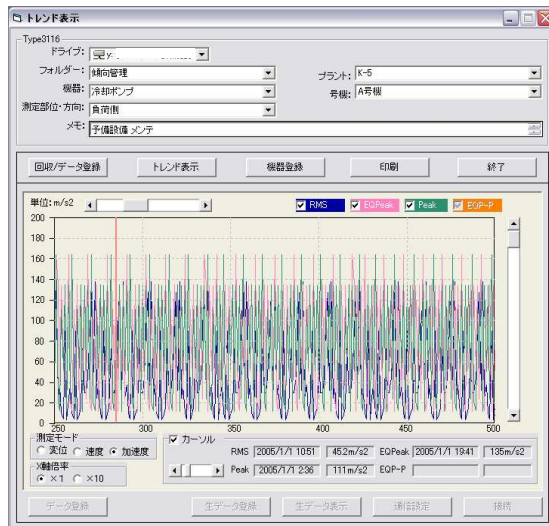 トレンド表示
Type3116
ドライブ:
フォルダー: 傾向管理 プラント: K-5
機器: 冷却ポンプ 号機: A号機
測定部位・方向: 負荷側
メモ: 予備設備 メンテ
回収/データ登録 トレンド表示 機器登録 印刷 終了
単位:m/s2 RMS EQPeak Peak EQP-P
200
180
160
140
120
100
80
60
40
20
0
250 300 350 400 450 500
測定モード
変位 速度 加速度
カーソル
RMS 2005/1/1 10:51 45.2m/s2 EQPeak 2005/1/1 19:41 135m/s2
X軸倍率
×1 ×10
Peak 2005/1/1 2:36 111m/s2 EQP-P
データ登録 生データ登録 生データ表示 通信設定 接続